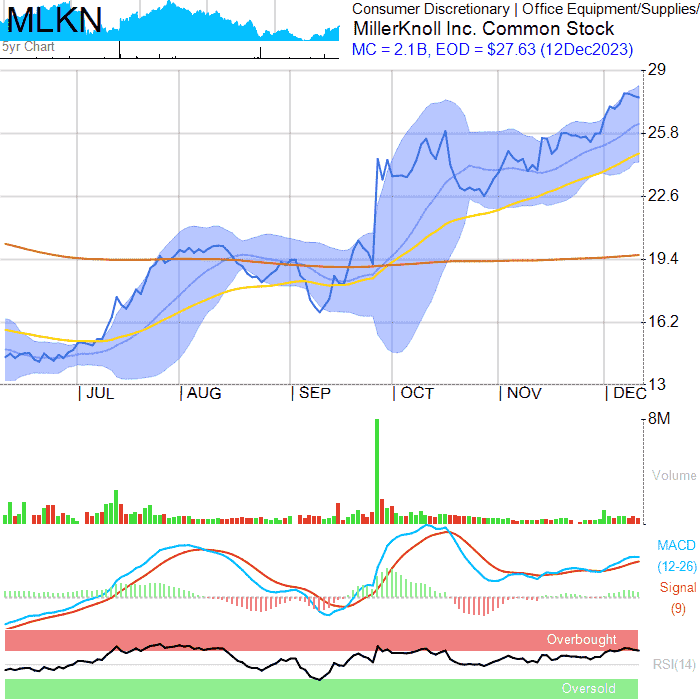 MLKN
5yr Chart
Consumer Discretionary | Office Equipment/Supplies/
MillerKnoll Inc. Common Stock
MC = 2.1B, EOD = $27.63 (12Dec2023)
29
25.8
22.6
19.4
16.2
13
JUL AUG SEP OCT NOV DEC
8M
Volume
MACD
(12-26)
Signal
(9)
Overbought
RSI(14)
Oversold